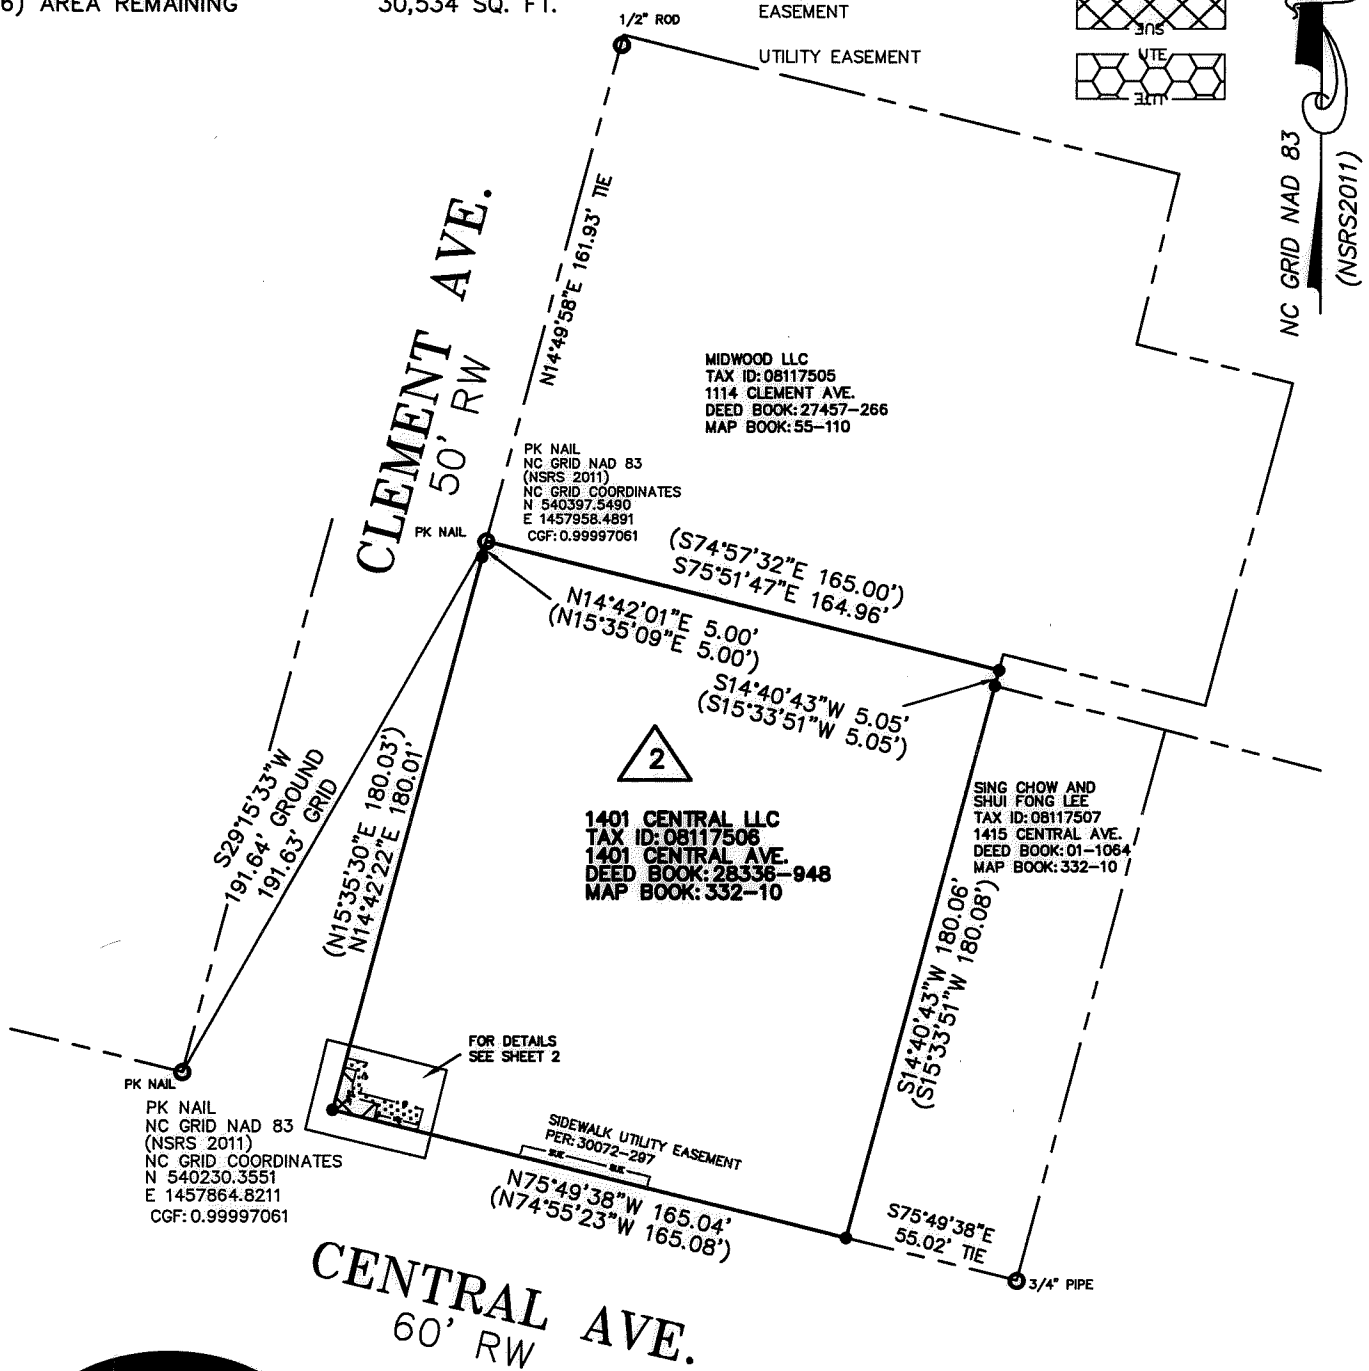 6) AREA REMAINING 30,534 SQ. FT.
EASEMENT
SUE
UTILITY EASEMENT
UTE
UTE
1/2" ROD
NC GRID NAD 83
(NSRS2011)
N14°49'58"E 161.93' TIE
CLEMENT AVE.
50' RW
MIDWOOD LLC
TAX ID: 08117505
1114 CLEMENT AVE.
DEED BOOK: 27457-266
MAP BOOK: 55-110
PK NAIL
NC GRID NAD 83
(NSRS 2011)
NC GRID COORDINATES
N 540397.5490
E 1457958.4891
CGF: 0.99997061
PK NAIL
(S74°57'32"E 165.00')
S75°51'47"E 164.96'
N14°42'01"E 5.00'
(N15°35'09"E 5.00')
S14°40'43"W 5.05'
(S15°33'51"W 5.05')
2
1401 CENTRAL LLC
TAX ID: 08117506
1401 CENTRAL AVE.
DEED BOOK: 28336-948
MAP BOOK: 332-10
SING CHOW AND
SHUI FONG LEE
TAX ID: 08117507
1415 CENTRAL AVE.
DEED BOOK: 01-1064
MAP BOOK: 332-10
S29°15'33"W
191.64' GROUND
191.63' GRID
(N15°35'30"E 180.03')
N14°42'22"E 180.01'
S14°40'43"W 180.06'
(S15°33'51"W 180.08')
FOR DETAILS
SEE SHEET 2
PK NAIL
PK NAIL
NC GRID NAD 83
(NSRS 2011)
NC GRID COORDINATES
N 540230.3551
E 1457864.8211
CGF: 0.99997061
SIDEWALK UTILITY EASEMENT
PER: 30072-297
N75°49'38"W 165.04'
(N74°55'23"W 165.08')
S75°49'38"E
55.02' TIE
3/4" PIPE
CENTRAL AVE.
60' RW